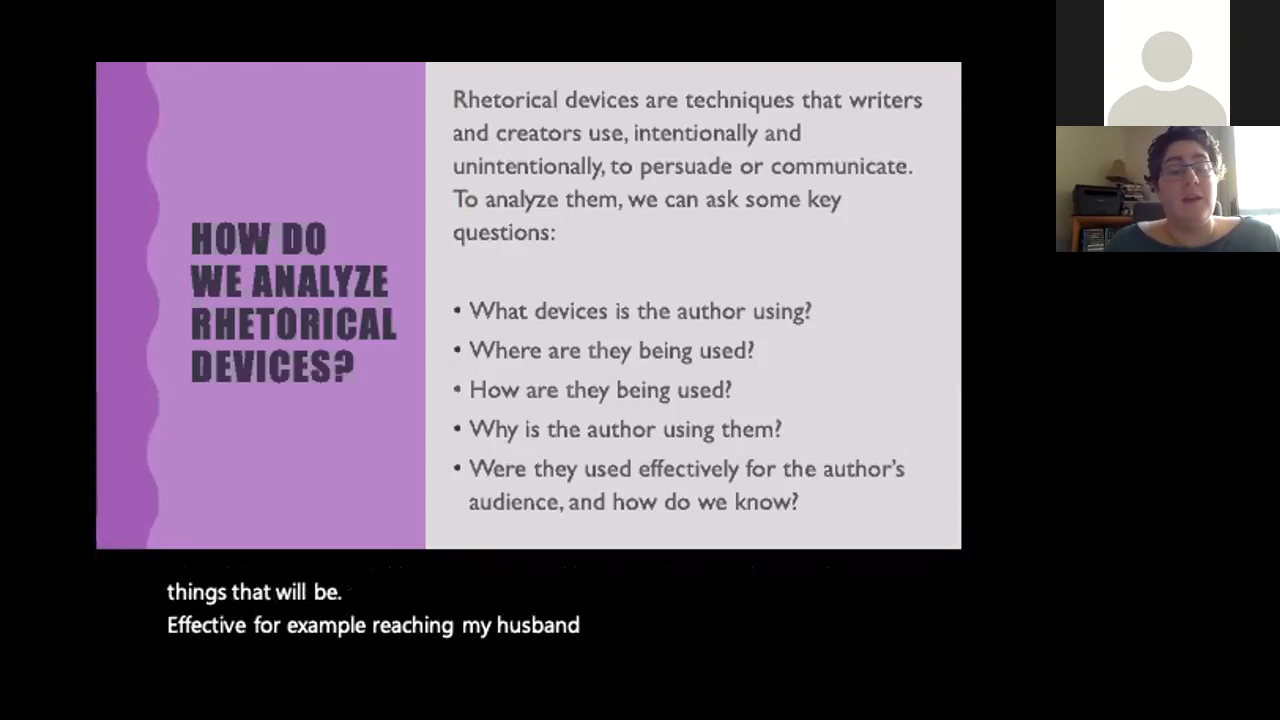 HOW DO
WE ANALYZE
RHETORICAL
DEVICES?
Rhetorical devices are techniques that writers
and creators use, intentionally and
unintentionally, to persuade or communicate.
To analyze them, we can ask some key
questions:
• What devices is the author using?
• Where are they being used?
• How are they being used?
• Why is the author using them?
• Were they used effectively for the author's
audience, and how do we know?
things that will be.
Effective for example reaching my husband